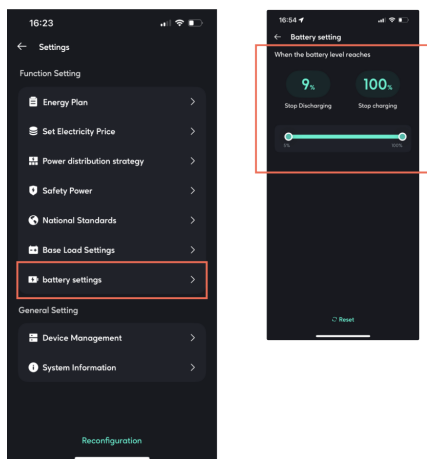 16:23
Settings
Function Setting
Energy Plan
Set Electricity Price
Power distribution strategy
Safety Power
National Standards
Base Load Settings
battery settings
General Setting
Device Management
System Information
Reconfiguration
16:54
Battery setting
When the battery level reaches
9% 100%
Stop Discharging Stop charging
0% 100%
Reset